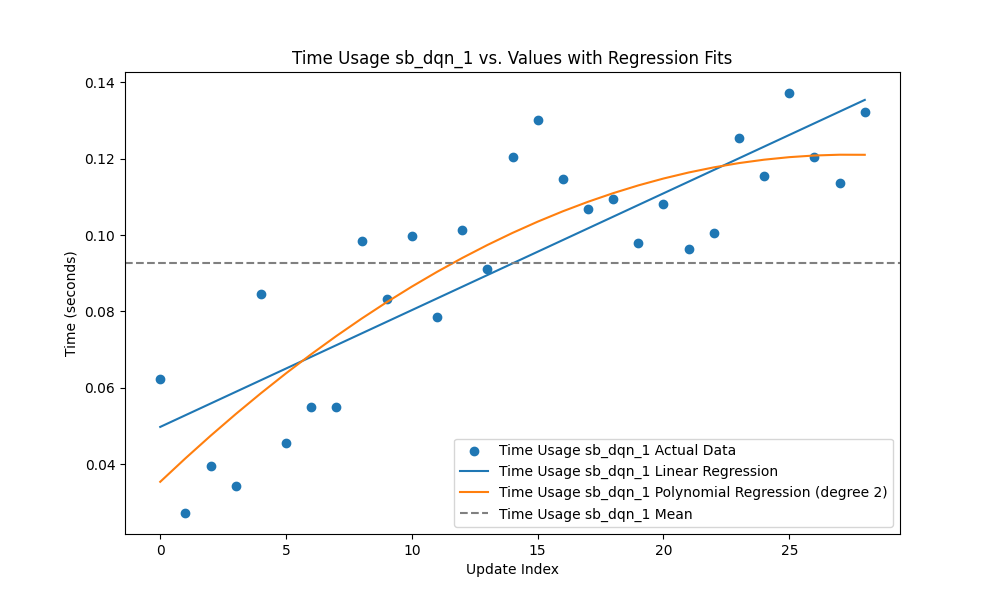 Time Usage sb_dqn_1 vs. Values with Regression Fits
0.14
0.12
0.10
0.08
0.06
0.04
Time (seconds)
Time Usage sb_dqn_1 Actual Data
Time Usage sb_dqn_1 Linear Regression
Time Usage sb_dqn_1 Polynomial Regression (degree 2)
Time Usage sb_dqn_1 Mean
0 5 10 15 20 25
Update Index